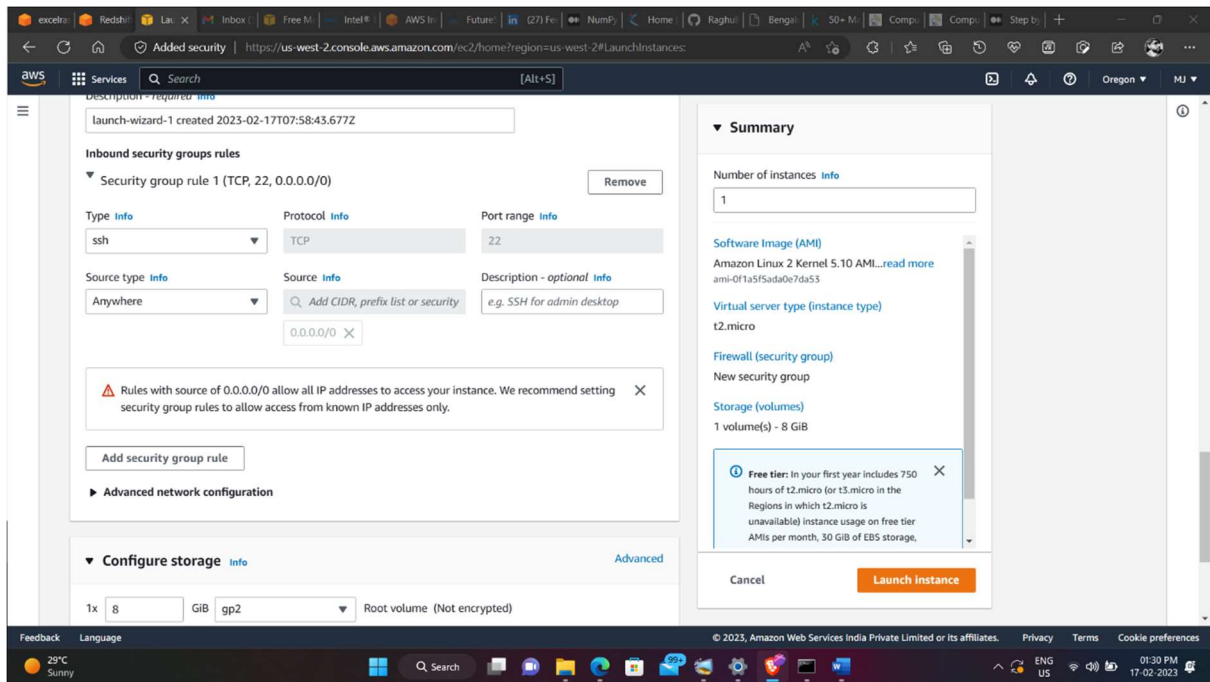 excelras
Redshif
Lau
Inbox (
Free M
Intel®
AWS In
Future
(27) Fee
NumP
Home
Raghul
Bengal
50+ M
Compu
Compu
Step by
Added security
https://us-west-2.console.aws.amazon.com/ec2/home?region=us-west-2#LaunchInstances:
aws
Services
Search
[Alt+S]
Oregon
MJ
Description - required Info
launch-wizard-1 created 2023-02-17T07:58:43.677Z
Inbound security groups rules
Security group rule 1 (TCP, 22, 0.0.0.0/0)
Remove
Type Info
Protocol Info
Port range Info
ssh
TCP
22
Source type Info
Source Info
Description - optional Info
Anywhere
Add CIDR, prefix list or security
e.g. SSH for admin desktop
0.0.0.0/0
Rules with source of 0.0.0.0/0 allow all IP addresses to access your instance. We recommend setting
security group rules to allow access from known IP addresses only.
Add security group rule
Advanced network configuration
Configure storage Info
Advanced
1x
8
GiB
gp2
Root volume (Not encrypted)
Summary
Number of instances Info
1
Software Image (AMI)
Amazon Linux 2 Kernel 5.10 AMI...read more
ami-0f1a5f5ada0e7da53
Virtual server type (instance type)
t2.micro
Firewall (security group)
New security group
Storage (volumes)
1 volume(s) - 8 GiB
Free tier: In your first year includes 750
hours of t2.micro (or t3.micro in the
Regions in which t2.micro is
unavailable) instance usage on free tier
AMIs per month, 30 GiB of EBS storage,
Cancel
Launch instance
Feedback
Language
© 2023, Amazon Web Services India Private Limited or its affiliates.
Privacy
Terms
Cookie preferences
29°C
Sunny
Search
99+
ENG
US
01:30 PM
17-02-2023